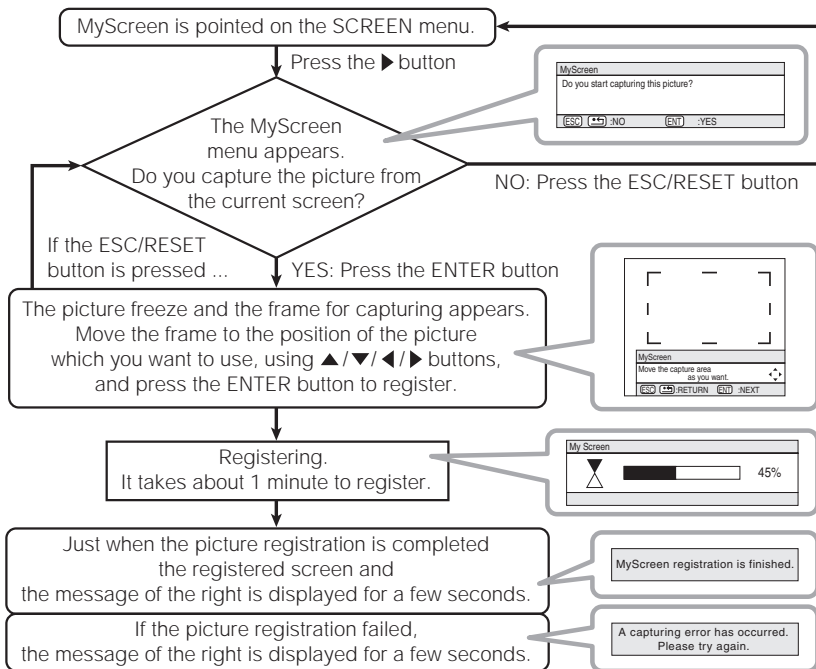 MyScreen is pointed on the SCREEN menu.
Press the ▶ button
MyScreen
Do you start capturing this picture?
ESC :NO ENT :YES
The MyScreen
menu appears.
Do you capture the picture from
the current screen?
NO: Press the ESC/RESET button
If the ESC/RESET
button is pressed ...
YES: Press the ENTER button
The picture freeze and the frame for capturing appears.
Move the frame to the position of the picture
which you want to use, using ▲/▼/◀/▶ buttons,
and press the ENTER button to register.
MyScreen
Move the capture area
as you want.
ESC :RETURN ENT :NEXT
Registering.
It takes about 1 minute to register.
My Screen
45%
Just when the picture registration is completed
the registered screen and
the message of the right is displayed for a few seconds.
MyScreen registration is finished.
If the picture registration failed,
the message of the right is displayed for a few seconds.
A capturing error has occurred.
Please try again.